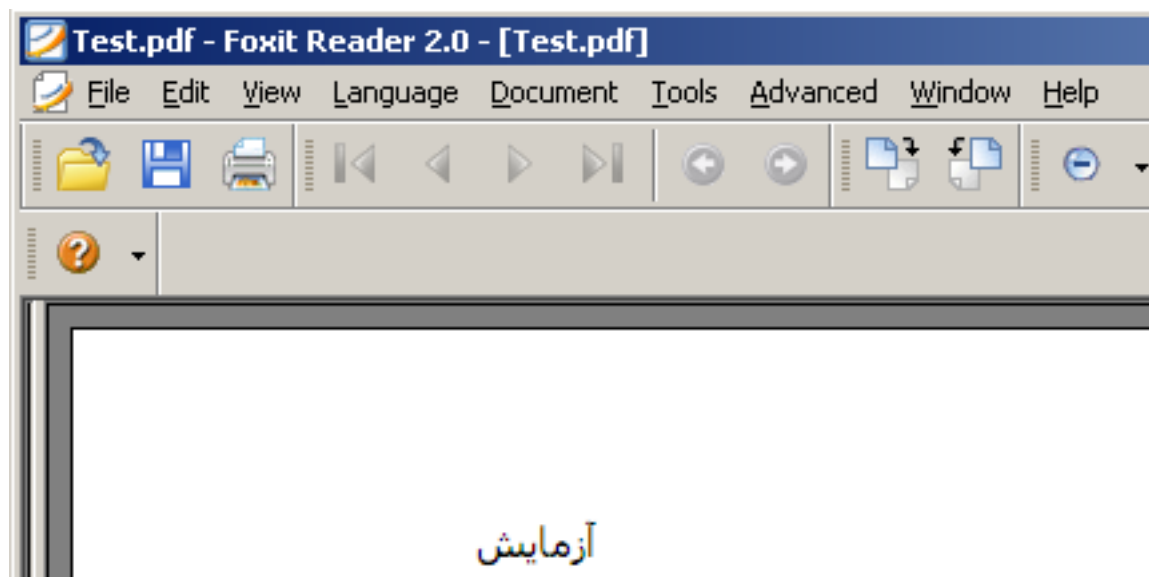 Test.pdf - Foxit Reader 2.0 - [Test.pdf]
File Edit View Language Document Tools Advanced Window Help
آزمایش